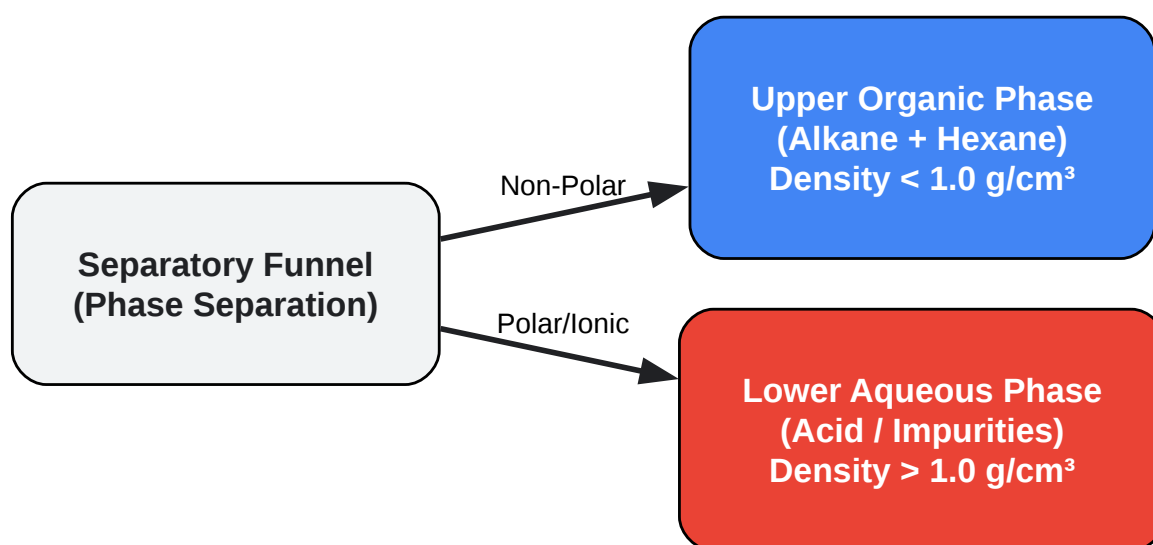 Separatory Funnel
(Phase Separation)
Non-Polar
Polar/Ionic
Upper Organic Phase
(Alkane + Hexane)
Density < 1.0 g/cm³
Lower Aqueous Phase
(Acid / Impurities)
Density > 1.0 g/cm³